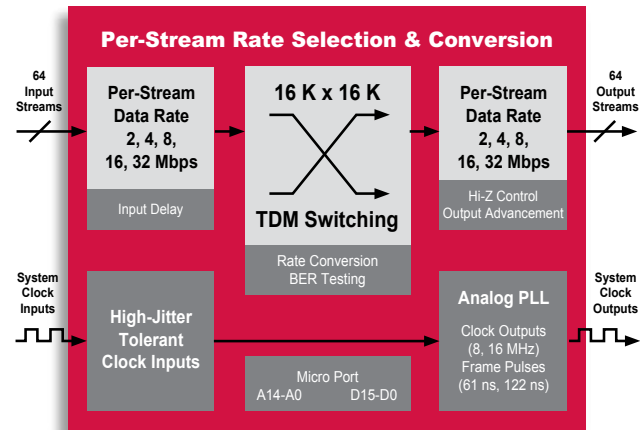 Per-Stream Rate Selection & Conversion
64
Input
Streams
Per-Stream
Data Rate
2, 4, 8,
16, 32 Mbps
Input Delay
16 K x 16 K
TDM Switching
Rate Conversion
BER Testing
Per-Stream
Data Rate
2, 4, 8,
16, 32 Mbps
Hi-Z Control
Output Advancement
64
Output
Streams
System
Clock
Inputs
High-Jitter
Tolerant
Clock Inputs
Micro Port
A14-A0 D15-D0
Analog PLL
Clock Outputs
(8, 16 MHz)
Frame Pulses
(61 ns, 122 ns)
System
Clock
Outputs